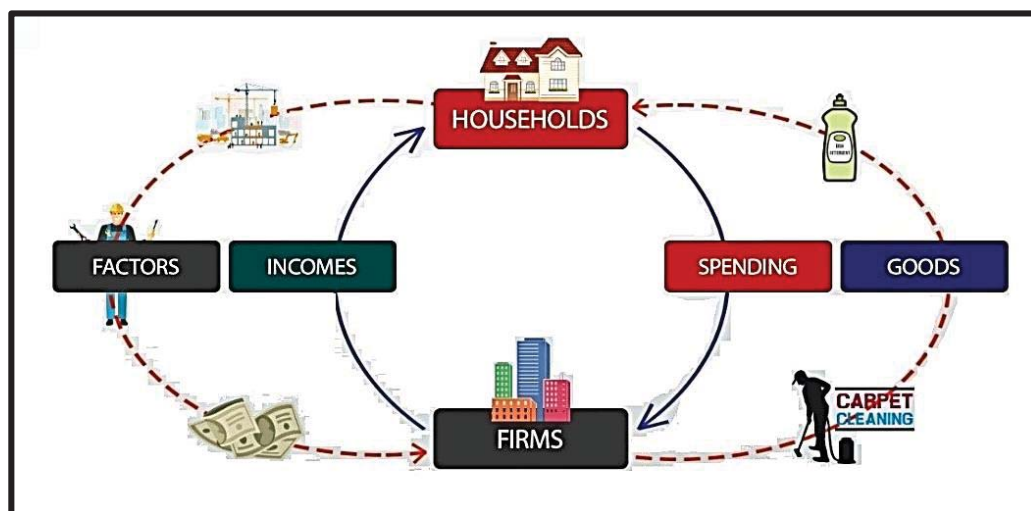 HOUSEHOLDS
FACTORS
INCOMES
SPENDING
GOODS
CARPET
CLEANING
FIRMS